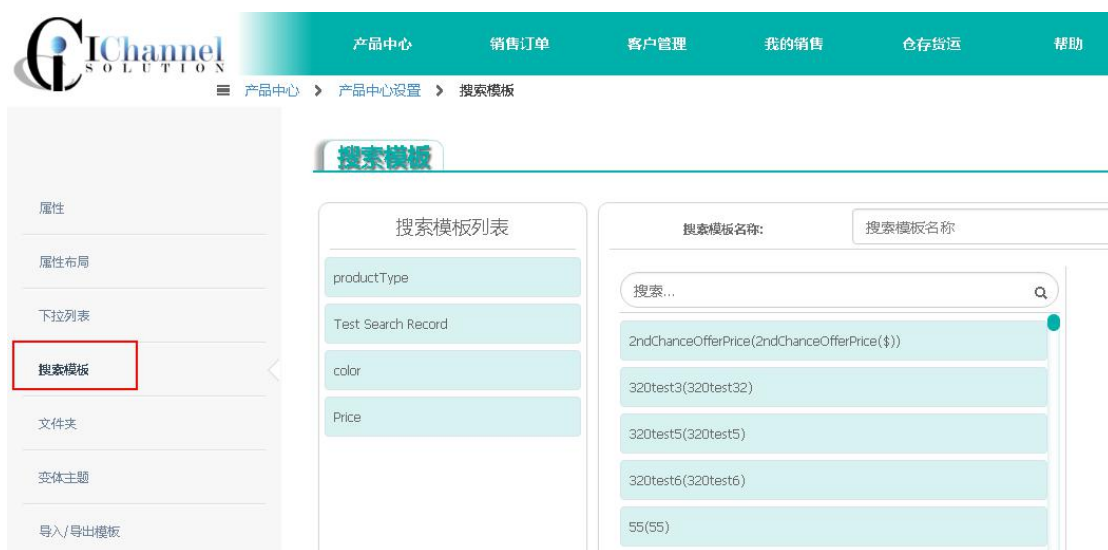 IChannel
SOLUTION
产品中心 销售订单 客户管理 我的销售 仓存货运 帮助
产品中心 > 产品中心设置 > 搜索模板
搜索模板
属性
属性布局
下拉列表
搜索模板
文件夹
变体主题
导入/导出模板
搜索模板列表
productType
Test Search Record
color
Price
搜索模板名称: 搜索模板名称
搜索...
2ndChanceOfferPrice(2ndChanceOfferPrice($))
320test3(320test32)
320test5(320test5)
320test6(320test6)
55(55)